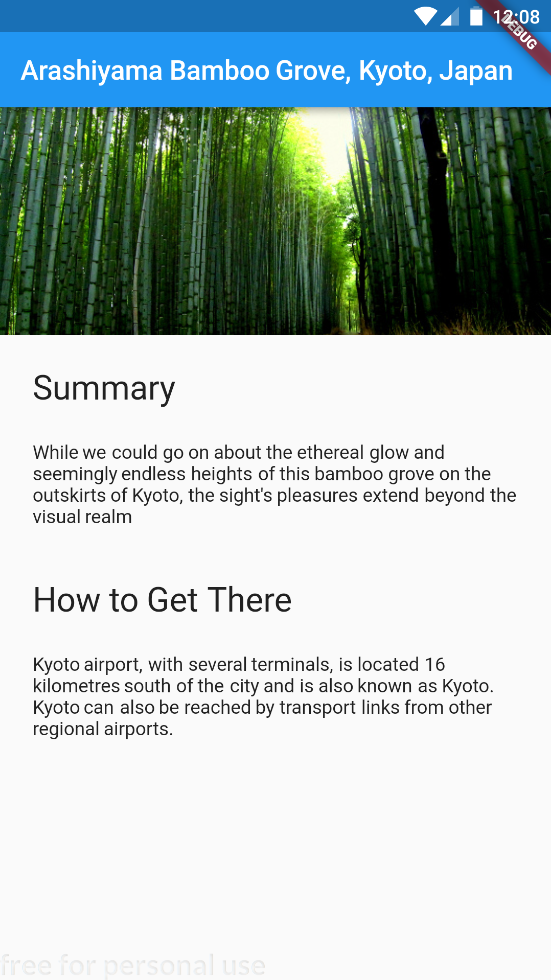 12:08
DEBUG
Arashiyama Bamboo Grove, Kyoto, Japan
Summary
While we could go on about the ethereal glow and
seemingly endless heights of this bamboo grove on the
outskirts of Kyoto, the sight's pleasures extend beyond the
visual realm
How to Get There
Kyoto airport, with several terminals, is located 16
kilometres south of the city and is also known as Kyoto.
Kyoto can also be reached by transport links from other
regional airports.
free for personal use